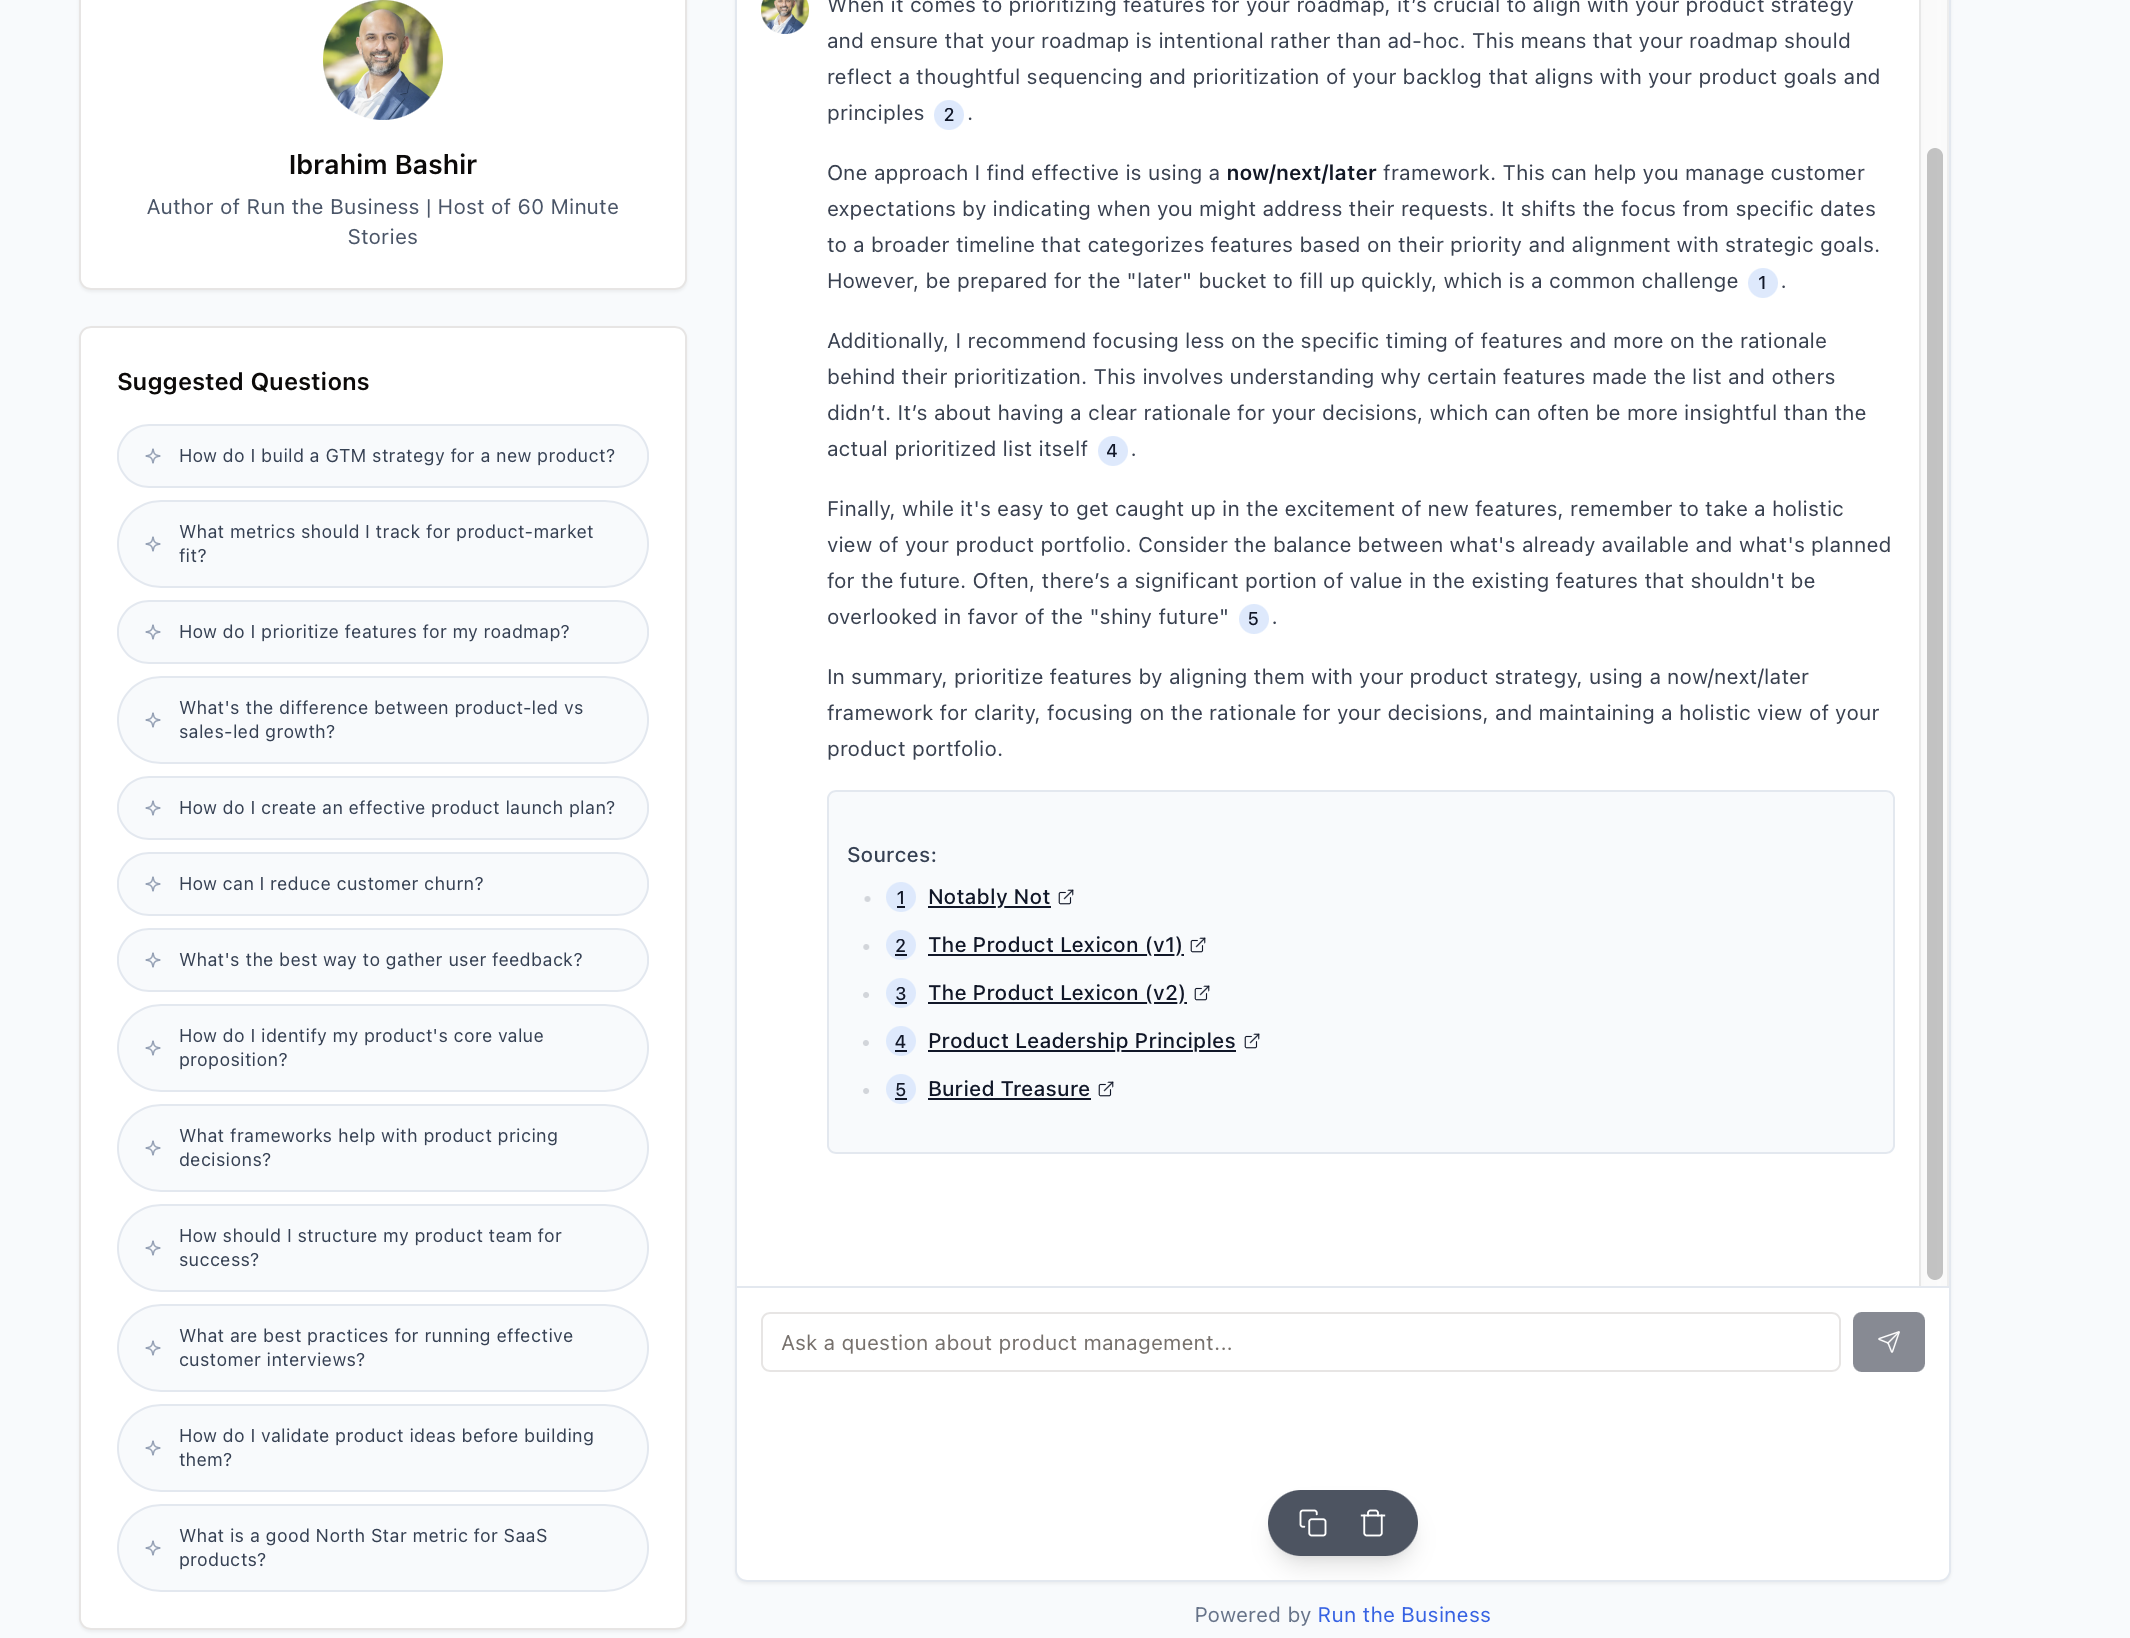 Ibrahim Bashir
Author of Run the Business | Host of 60 Minute
Stories
Suggested Questions
How do I build a GTM strategy for a new product?
What metrics should I track for product-market
fit?
How do I prioritize features for my roadmap?
What's the difference between product-led vs
sales-led growth?
How do I create an effective product launch plan?
How can I reduce customer churn?
What's the best way to gather user feedback?
How do I identify my product's core value
proposition?
What frameworks help with product pricing
decisions?
How should I structure my product team for
success?
What are best practices for running effective
customer interviews?
How do I validate product ideas before building
them?
What is a good North Star metric for SaaS
products?
When it comes to prioritizing features for your roadmap, it's crucial to align with your product strategy
and ensure that your roadmap is intentional rather than ad-hoc. This means that your roadmap should
reflect a thoughtful sequencing and prioritization of your backlog that aligns with your product goals and
principles 2 .
One approach I find effective is using a now/next/later framework. This can help you manage customer
expectations by indicating when you might address their requests. It shifts the focus from specific dates
to a broader timeline that categorizes features based on their priority and alignment with strategic goals.
However, be prepared for the "later" bucket to fill up quickly, which is a common challenge 1 .
Additionally, I recommend focusing less on the specific timing of features and more on the rationale
behind their prioritization. This involves understanding why certain features made the list and others
didn’t. It’s about having a clear rationale for your decisions, which can often be more insightful than the
actual prioritized list itself 4 .
Finally, while it's easy to get caught up in the excitement of new features, remember to take a holistic
view of your product portfolio. Consider the balance between what's already available and what's planned
for the future. Often, there’s a significant portion of value in the existing features that shouldn't be
overlooked in favor of the "shiny future" 5 .
In summary, prioritize features by aligning them with your product strategy, using a now/next/later
framework for clarity, focusing on the rationale for your decisions, and maintaining a holistic view of your
product portfolio.
Sources:
1 Notably Not
2 The Product Lexicon (v1)
3 The Product Lexicon (v2)
4 Product Leadership Principles
5 Buried Treasure
Ask a question about product management...
Powered by Run the Business